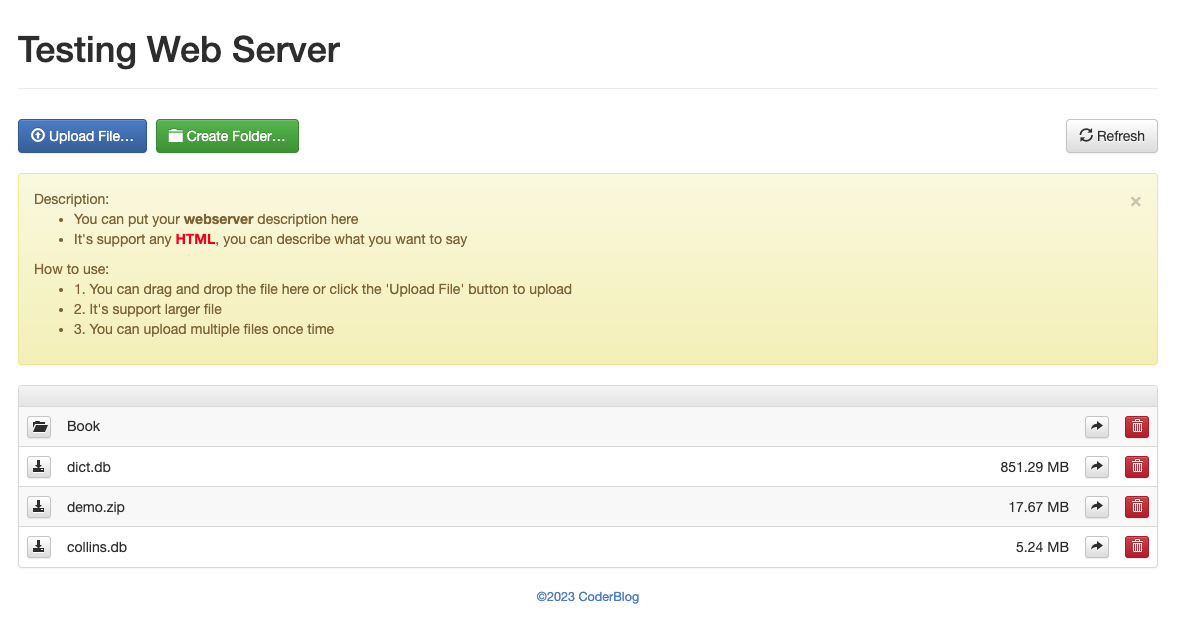 Testing Web Server
Upload File...
Create Folder...
Refresh
Description:
You can put your webserver description here
It's support any HTML, you can describe what you want to say
How to use:
1. You can drag and drop the file here or click the 'Upload File' button to upload
2. It's support larger file
3. You can upload multiple files once time
Book
dict.db 851.29 MB
demo.zip 17.67 MB
collins.db 5.24 MB
©2023 CoderBlog